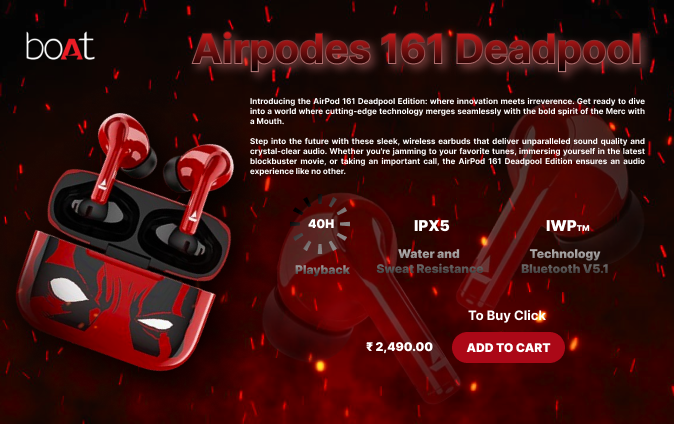 boAt
Airpodes 161 Deadpool
Introducing the AirPod 161 Deadpool Edition: where innovation meets irreverence. Get ready to dive
into a world where cutting-edge technology merges seamlessly with the bold spirit of the Merc with
a Mouth.
Step into the future with these sleek, wireless earbuds that deliver unparalleled sound quality and
crystal-clear audio. Whether you're jamming to your favorite tunes, immersing yourself in the latest
blockbuster movie, or taking an important call, the AirPod 161 Deadpool Edition ensures an audio
experience like no other.
40H
Playback
IPX5
Water and
Sweat Resistance
IWP™
Technology
Bluetooth V5.1
To Buy Click
₹ 2,490.00
ADD TO CART